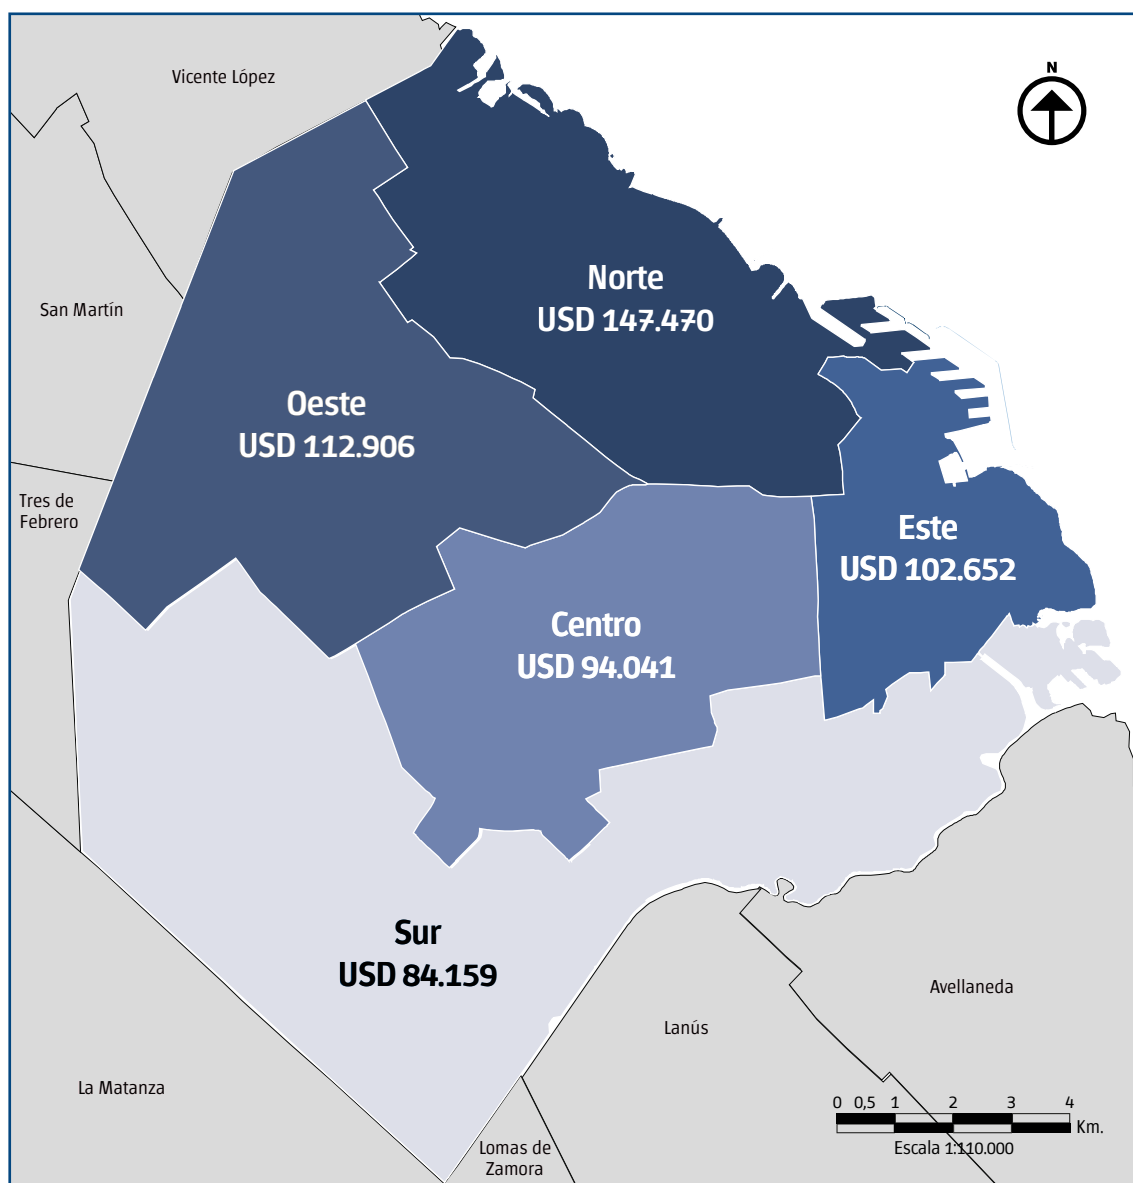 N
Vicente López
San Martín
Norte
USD 147.470
Oeste
USD 112.906
Tres de
Febrero
Este
USD 102.652
Centro
USD 94.041
Sur
USD 84.159
Avellaneda
Lanús
La Matanza
0 0,5 1 2 3 4
Km.
Escala 1:110.000
Lomas de
Zamora